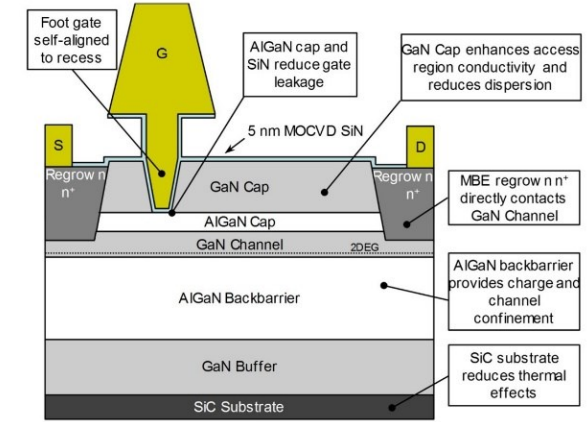 Foot gate
self-aligned
to recess
G
AlGaN cap and
SiN reduce gate
leakage
GaN Cap enhances access
region conductivity and
reduces dispersion
5 nm MOCVD SiN
S
D
Regrow n
n+
GaN Cap
Regrow n
n+
MBE regrow n n+
directly contacts
GaN Channel
AlGaN Cap
GaN Channel
2DEG
AlGaN Backbarrier
AlGaN backbarrier
provides charge and
channel
confinement
GaN Buffer
SiC substrate
reduces thermal
effects
SiC Substrate